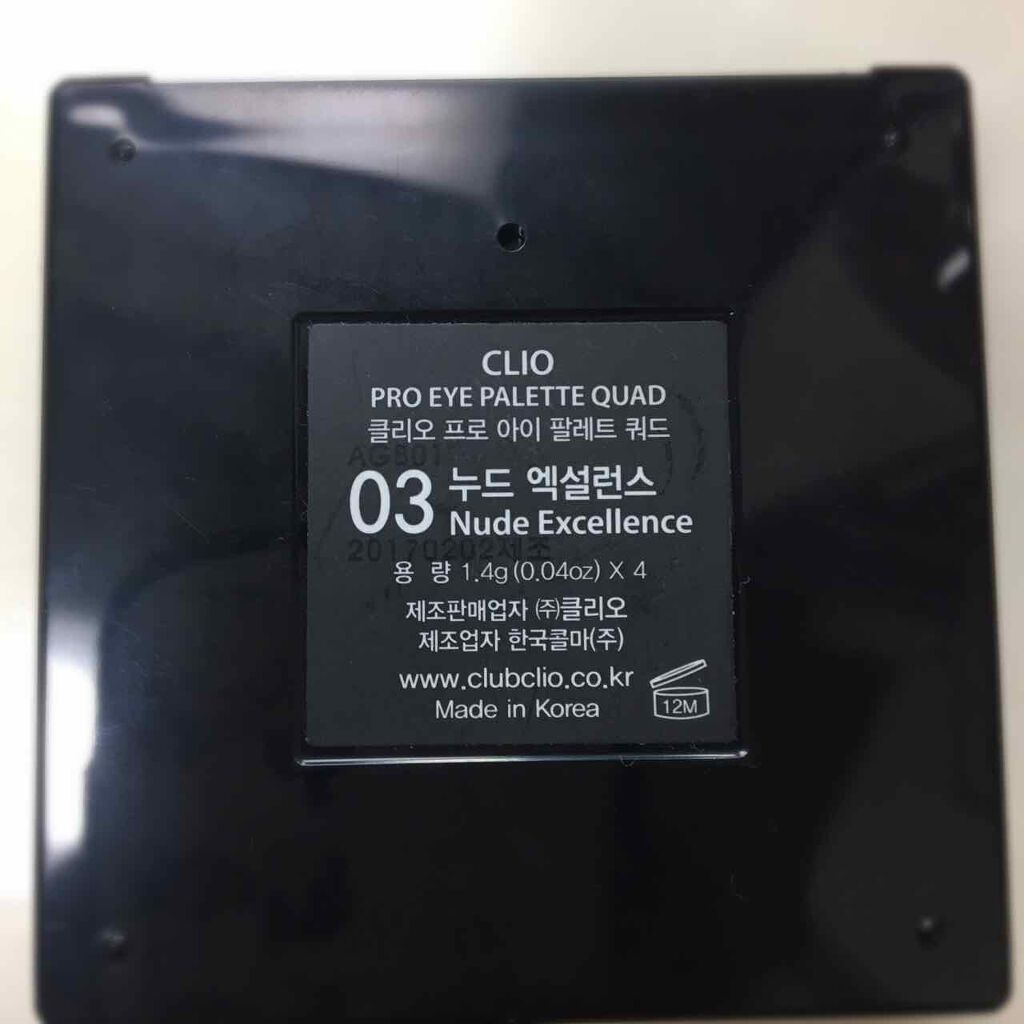 CLIO
PRO EYE PALETTE QUAD
클리오 프로 아이 팔레트 쿼드
03 누드 엑설런스
Nude Excellence
20170202제조
용 량 1.4g(0.04oz) X 4
제조판매업자 ㈜클리오
제조업자 한국콜마(주)
www.clubclio.co.kr
Made in Korea
12M